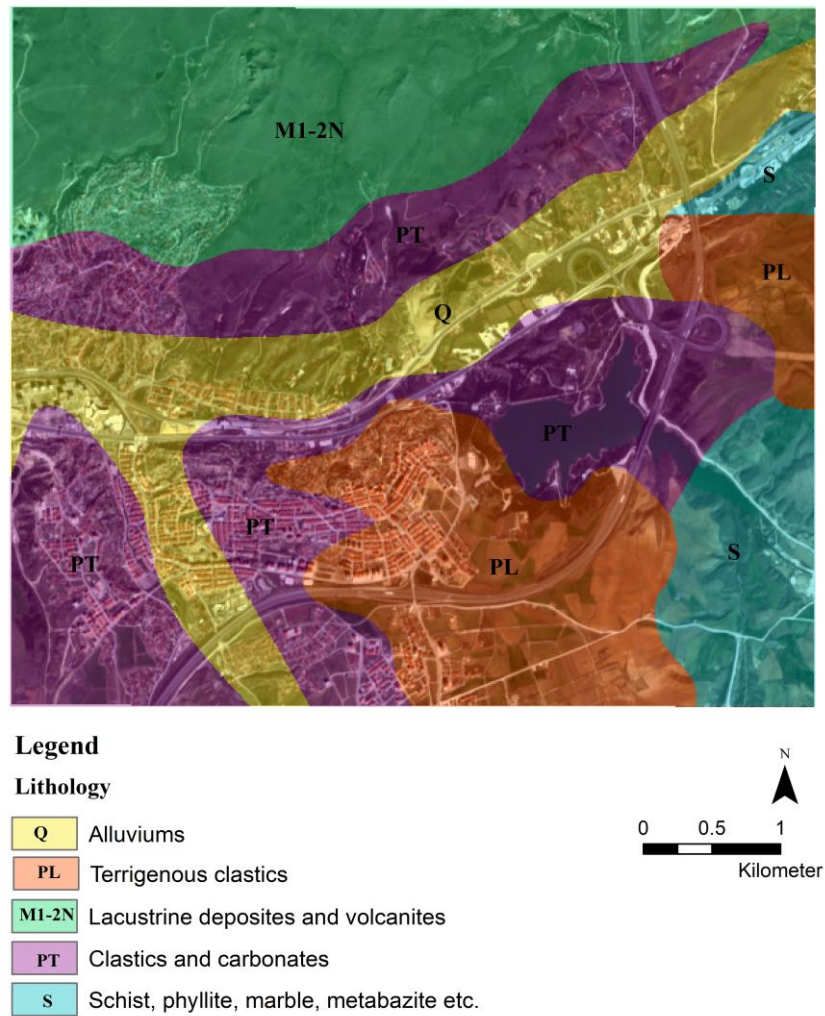 M1-2N
S
PT
PL
Q
PT
PT
PT
PL
S
Legend
Lithology
Q Alluviums
PL Terrigenous clastics
M1-2N Lacustrine deposites and volcanites
PT Clastics and carbonates
S Schist, phyllite, marble, metabazite etc.
N
0 0.5 1
Kilometer